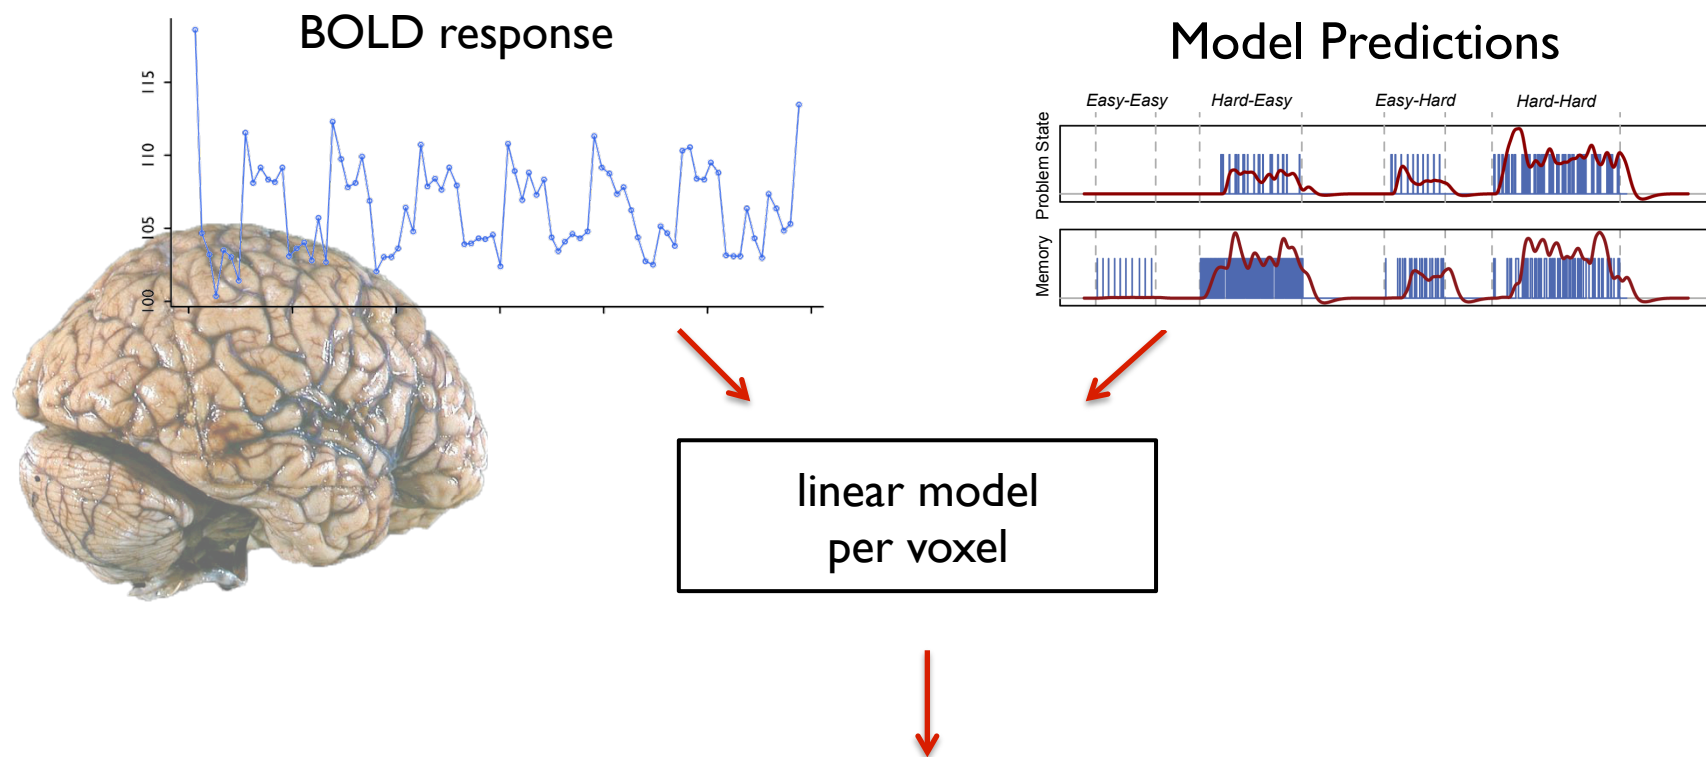 BOLD response
115
110
105
100
Model Predictions
Easy-Easy Hard-Easy Easy-Hard Hard-Hard
Problem State
Memory
linear model
per voxel